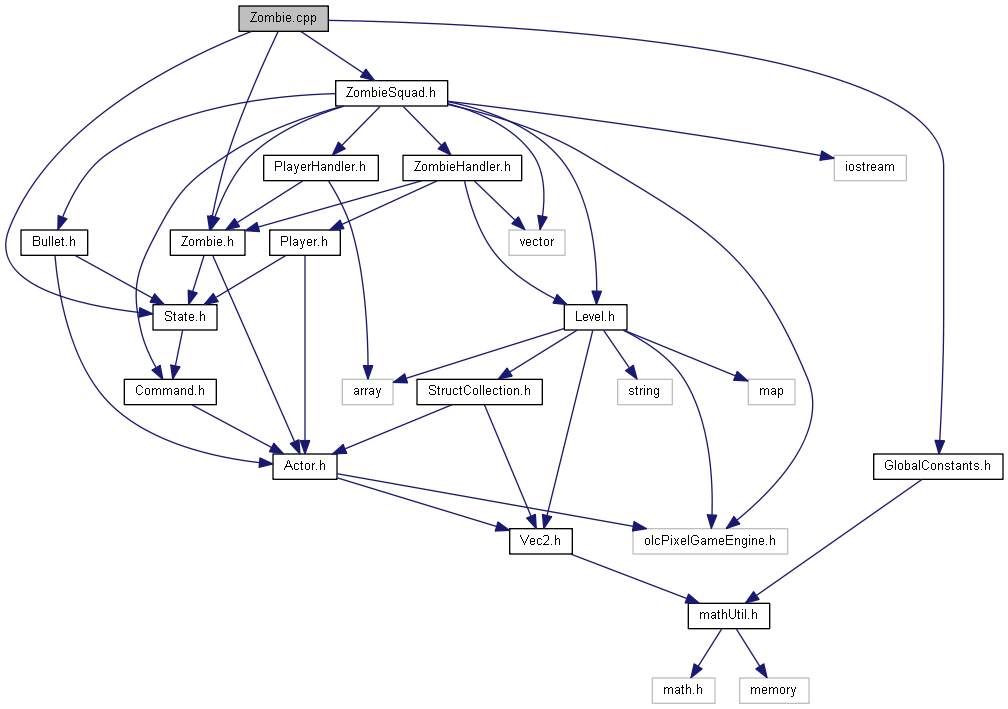 Zombie.cpp
ZombieSquad.h
PlayerHandler.h
ZombieHandler.h
iostream
Bullet.h
Zombie.h
Player.h
vector
State.h
Level.h
Command.h
array
StructCollection.h
string
map
Actor.h
GlobalConstants.h
Vec2.h
olcPixelGameEngine.h
mathUtil.h
math.h
memory